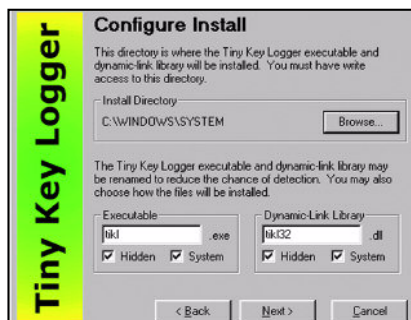 Tiny Key Logger
Configure Install
This directory is where the Tiny Key Logger executable and
dynamic-link library will be installed. You must have write
access to this directory.
Install Directory
C:\WINDOWS\SYSTEM
Browse...
The Tiny Key Logger executable and dynamic-link library may
be renamed to reduce the chance of detection. You may also
choose how the files will be installed.
Executable
tikl .exe
Hidden System
Dynamic-Link Library
tikl32 .dll
Hidden System
< Back Next > Cancel